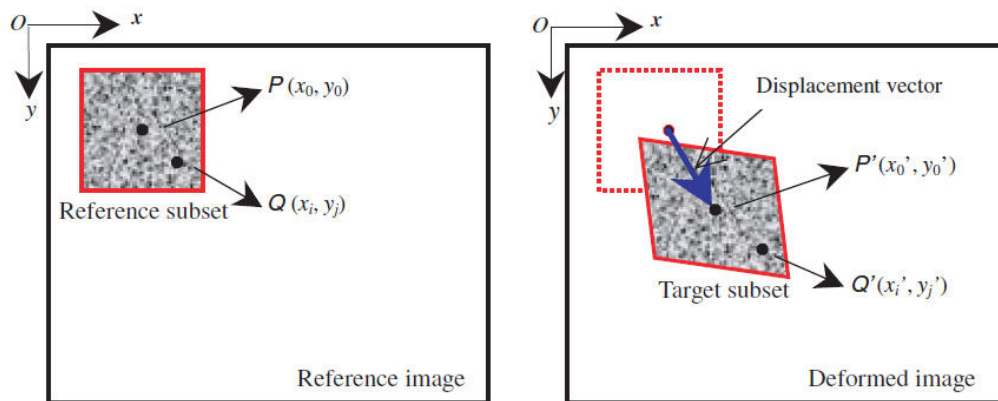 O x
y
P (x₀, y₀)
Q (xᵢ, yⱼ)
Reference subset
Reference image
O x
y
Displacement vector
P' (x₀', y₀')
Q' (xᵢ', yⱼ')
Target subset
Deformed image